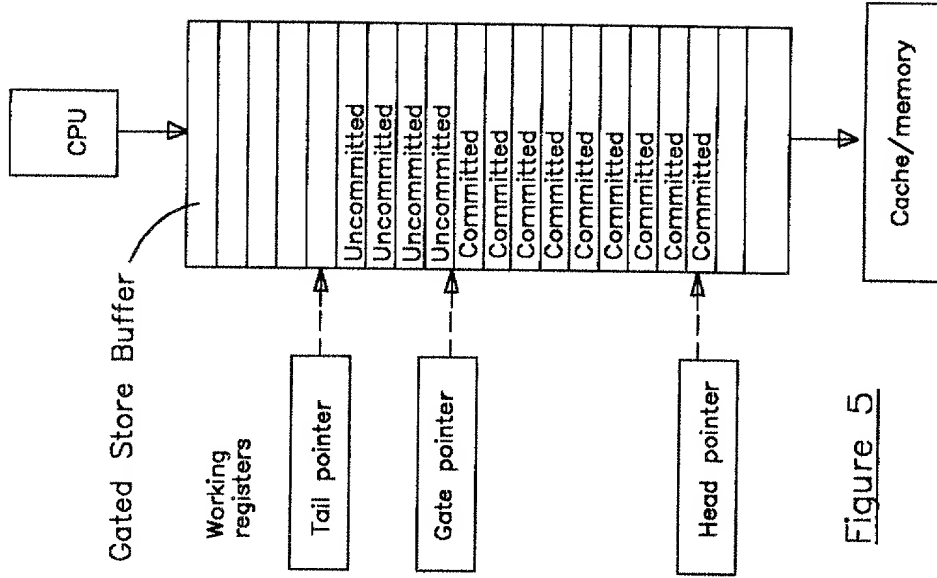 CPU
Gated Store Buffer
Working
registers
Tail pointer
Uncommitted
Uncommitted
Uncommitted
Gate pointer
Uncommitted
Committed
Committed
Committed
Committed
Committed
Committed
Committed
Committed
Head pointer
Committed
Cache/memory
Figure 5